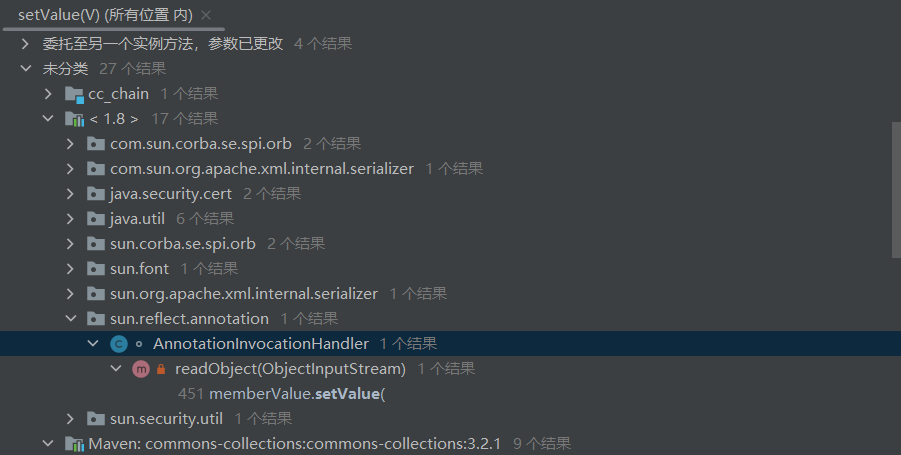 setValue(V) (所有位置 内)
委托至另一个实例方法，参数已更改 4 个结果
未分类 27 个结果
cc_chain 1 个结果
< 1.8 > 17 个结果
com.sun.corba.se.spi.orb 2 个结果
com.sun.org.apache.xml.internal.serializer 1 个结果
java.security.cert 2 个结果
java.util 6 个结果
sun.corba.se.spi.orb 2 个结果
sun.font 1 个结果
sun.org.apache.xml.internal.serializer 1 个结果
sun.reflect.annotation 1 个结果
C AnnotationInvocationHandler 1 个结果
m readObject(ObjectInputStream) 1 个结果
451 memberValue.setValue(
sun.security.util 1 个结果
Maven: commons-collections:commons-collections:3.2.1 9 个结果